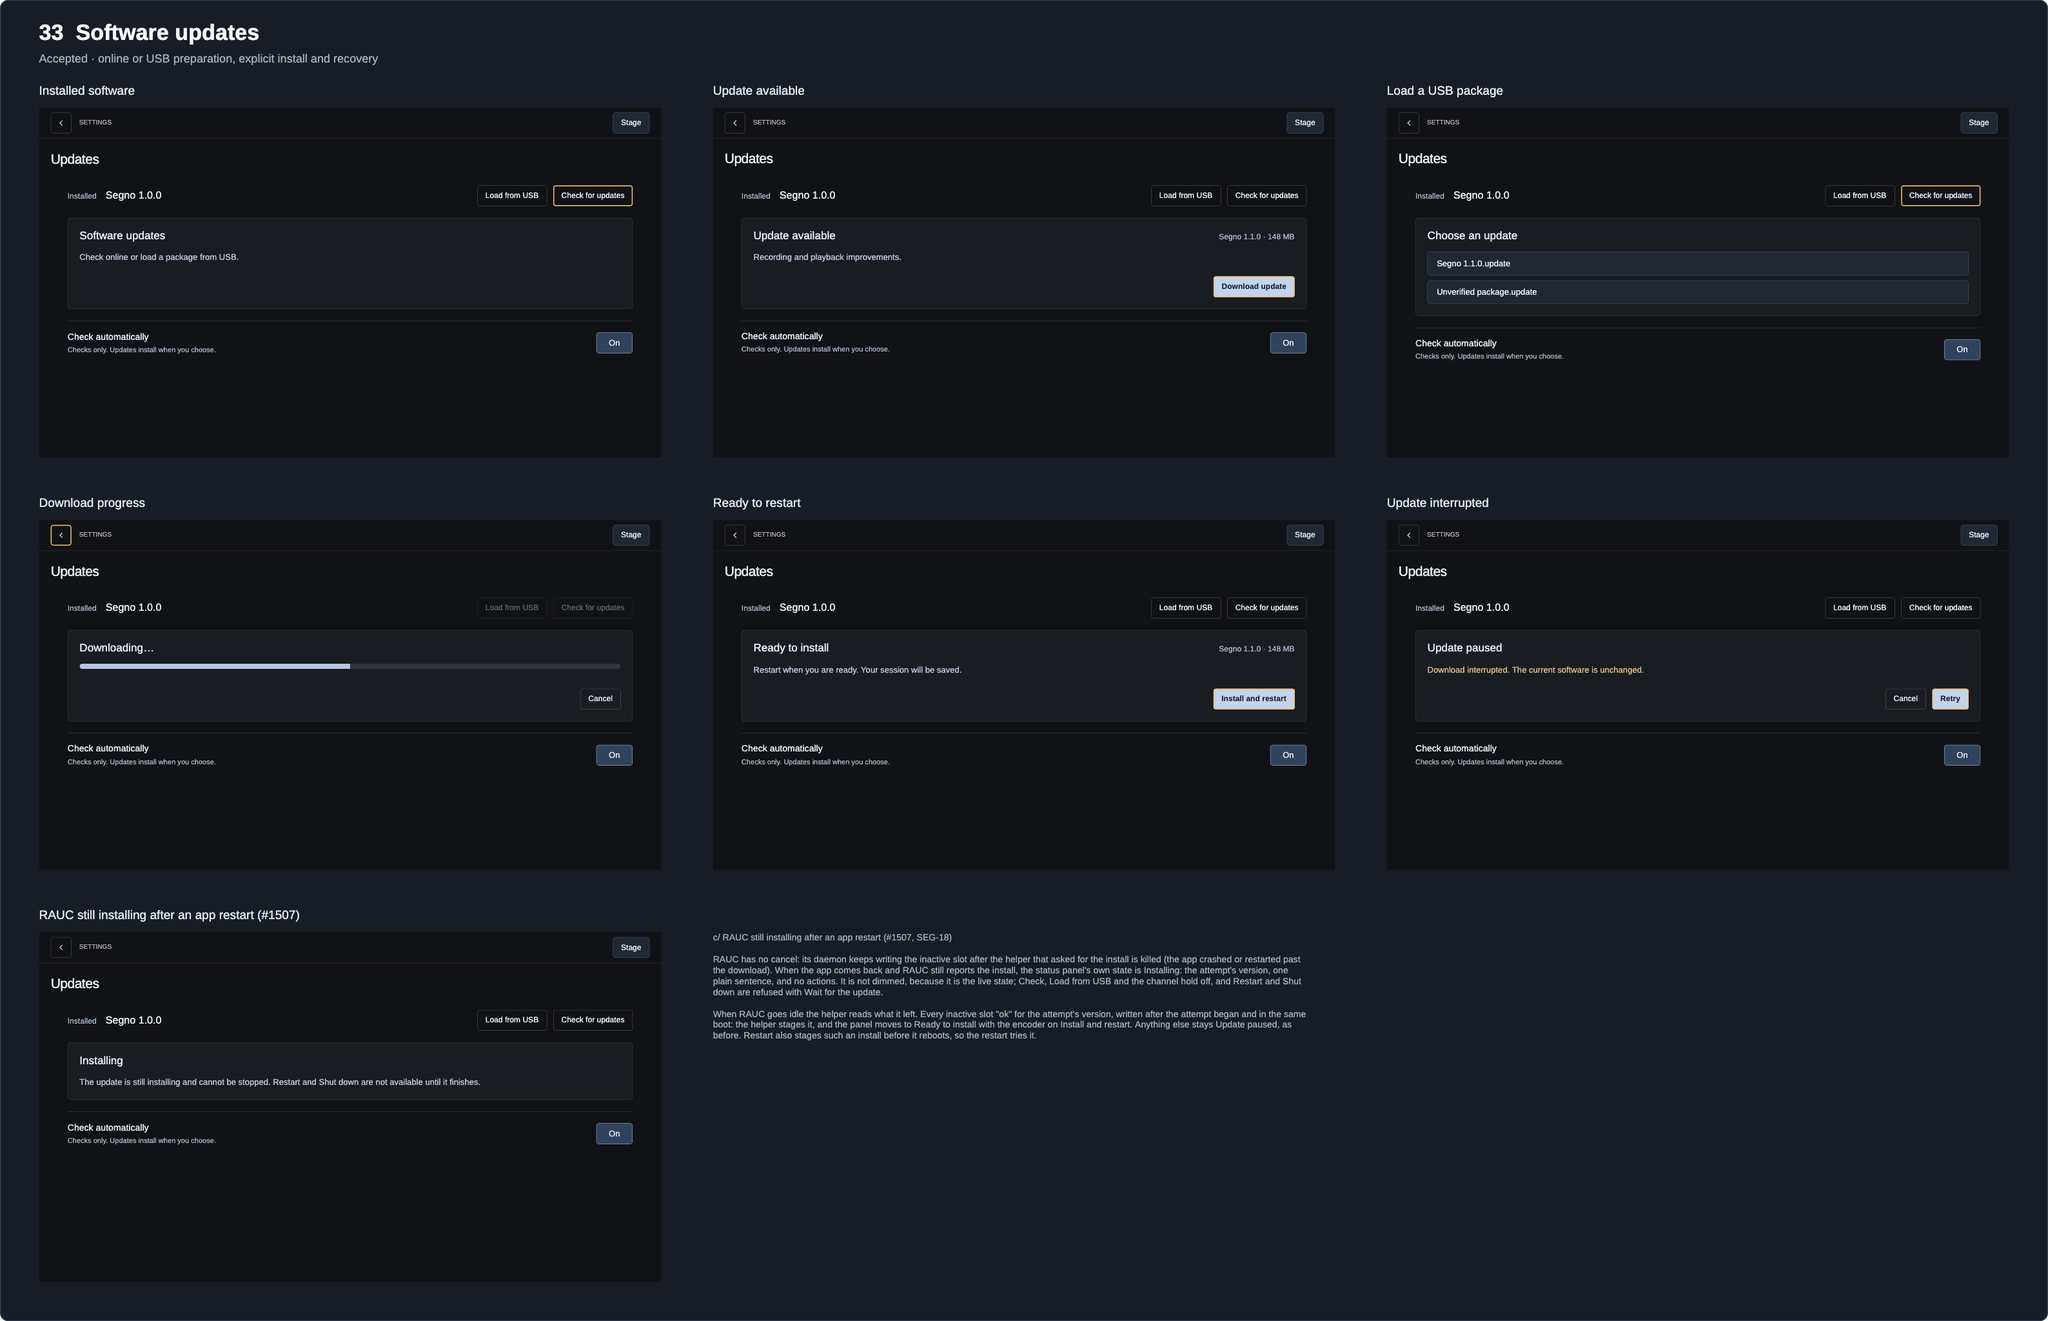 33 Software updates
Accepted · online or USB preparation, explicit install and recovery
Installed software
SETTINGS
Stage
Updates
Installed Segno 1.0.0
Load from USB
Check for updates
Software updates
Check online or load a package from USB.
Check automatically
Checks only. Updates install when you choose.
On
Update available
SETTINGS
Stage
Updates
Installed Segno 1.0.0
Load from USB
Check for updates
Update available
Segno 1.1.0 · 148 MB
Recording and playback improvements.
Download update
Check automatically
Checks only. Updates install when you choose.
On
Load a USB package
SETTINGS
Stage
Updates
Installed Segno 1.0.0
Load from USB
Check for updates
Choose an update
Segno 1.1.0.update
Unverified package.update
Check automatically
Checks only. Updates install when you choose.
On
Download progress
SETTINGS
Stage
Updates
Installed Segno 1.0.0
Load from USB
Check for updates
Downloading…
Cancel
Check automatically
Checks only. Updates install when you choose.
On
Ready to restart
SETTINGS
Stage
Updates
Installed Segno 1.0.0
Load from USB
Check for updates
Ready to install
Segno 1.1.0 · 148 MB
Restart when you are ready. Your session will be saved.
Install and restart
Check automatically
Checks only. Updates install when you choose.
On
Update interrupted
SETTINGS
Stage
Updates
Installed Segno 1.0.0
Load from USB
Check for updates
Update paused
Download interrupted. The current software is unchanged.
Cancel
Retry
Check automatically
Checks only. Updates install when you choose.
On
RAUC still installing after an app restart (#1507)
SETTINGS
Stage
Updates
Installed Segno 1.0.0
Load from USB
Check for updates
Installing
The update is still installing and cannot be stopped. Restart and Shut down are not available until it finishes.
Check automatically
Checks only. Updates install when you choose.
On
c/ RAUC still installing after an app restart (#1507, SEG-18)
RAUC has no cancel: its daemon keeps writing the inactive slot after the helper that asked for the install is killed (the app crashed or restarted past
the download). When the app comes back and RAUC still reports the install, the status panel's own state is Installing: the attempt's version, one
plain sentence, and no actions. It is not dimmed, because it is the live state; Check, Load from USB and the channel hold off, and Restart and Shut
down are refused with Wait for the update.
When RAUC goes idle the helper reads what it left. Every inactive slot "ok" for the attempt's version, written after the attempt began and in the same
boot: the helper stages it, and the panel moves to Ready to install with the encoder on Install and restart. Anything else stays Update paused, as
before. Restart also stages such an install before it reboots, so the restart tries it.